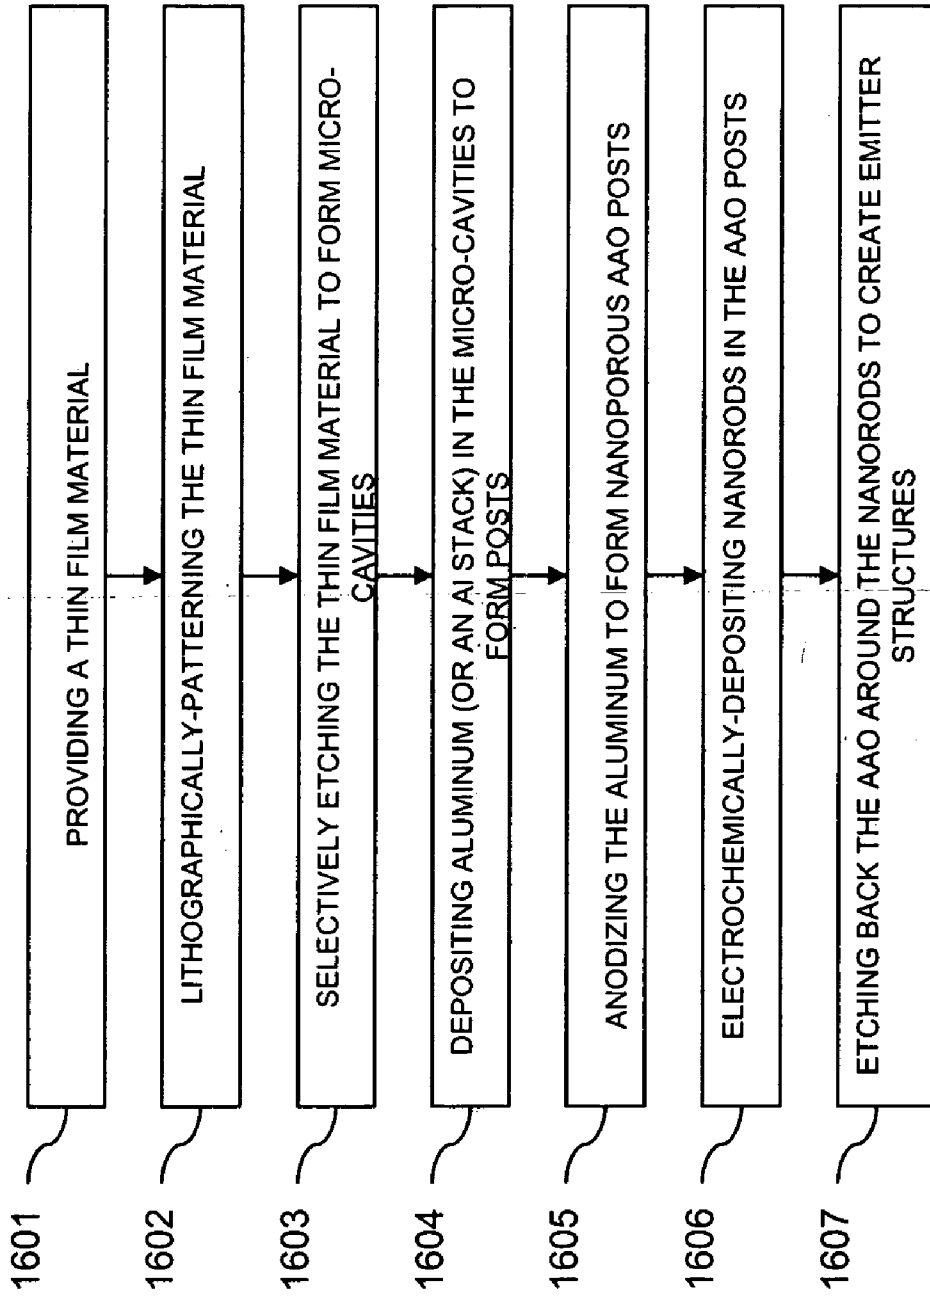 1601
PROVIDING A THIN FILM MATERIAL
1602
LITHOGRAPHICALLY-PATTERNING THE THIN FILM MATERIAL
1603
SELECTIVELY ETCHING THE THIN FILM MATERIAL TO FORM MICRO-
CAVITIES
1604
DEPOSITING ALUMINUM (OR AN Al STACK) IN THE MICRO-CAVITIES TO
FORM POSTS
1605
ANODIZING THE ALUMINUM TO FORM NANOPOROUS AAO POSTS
1606
ELECTROCHEMICALLY-DEPOSITING NANORODS IN THE AAO POSTS
1607
ETCHING BACK THE AAO AROUND THE NANORODS TO CREATE EMITTER
STRUCTURES